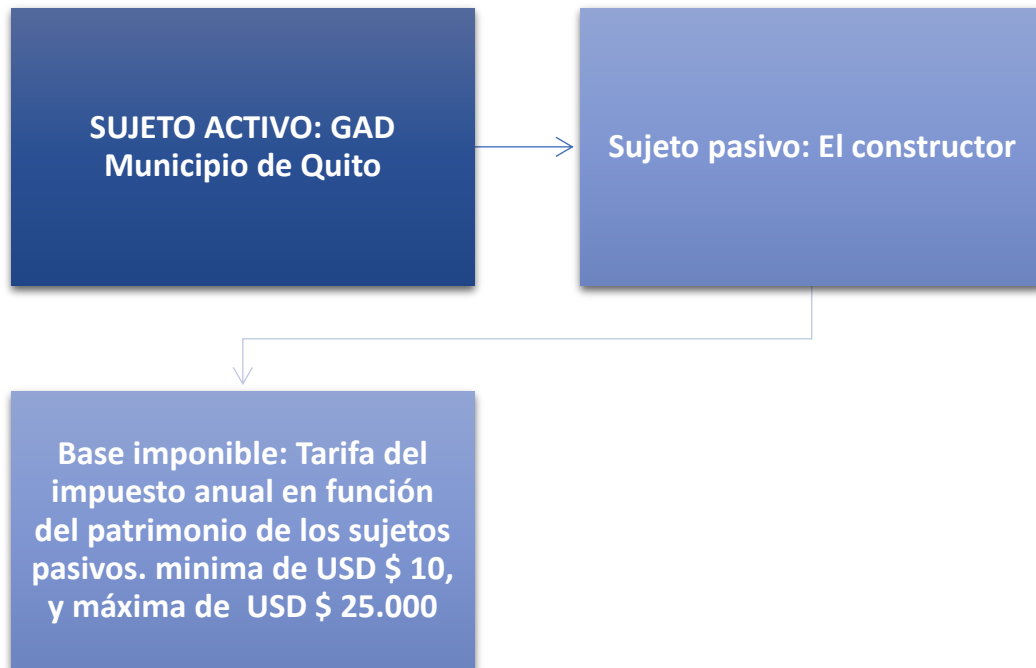 SUJETO ACTIVO: GAD
Municipio de Quito
Sujeto pasivo: El constructor
Base imponible: Tarifa del
impuesto anual en función
del patrimonio de los sujetos
pasivos. minima de USD $ 10,
y máxima de  USD $ 25.000